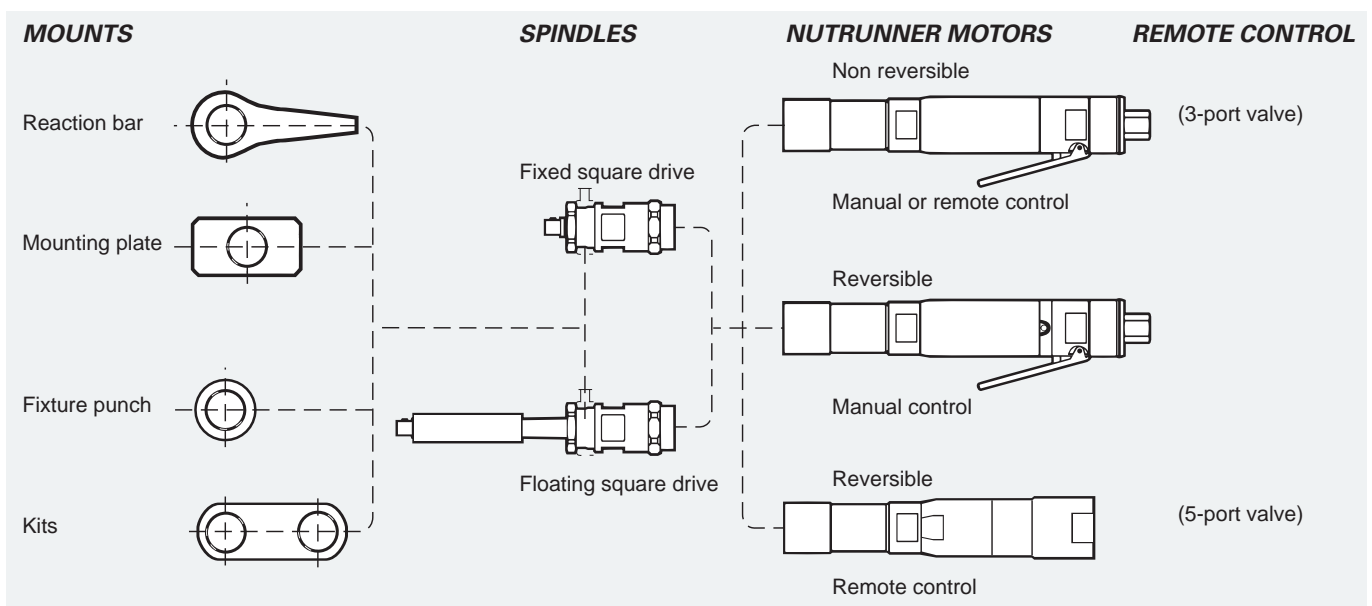 MOUNTS
SPINDLES
NUTRUNNER MOTORS
REMOTE CONTROL
Reaction bar
Mounting plate
Fixture punch
Kits
Fixed square drive
Floating square drive
Non reversible
Manual or remote control
Reversible
Manual control
Reversible
Remote control
(3-port valve)
(5-port valve)